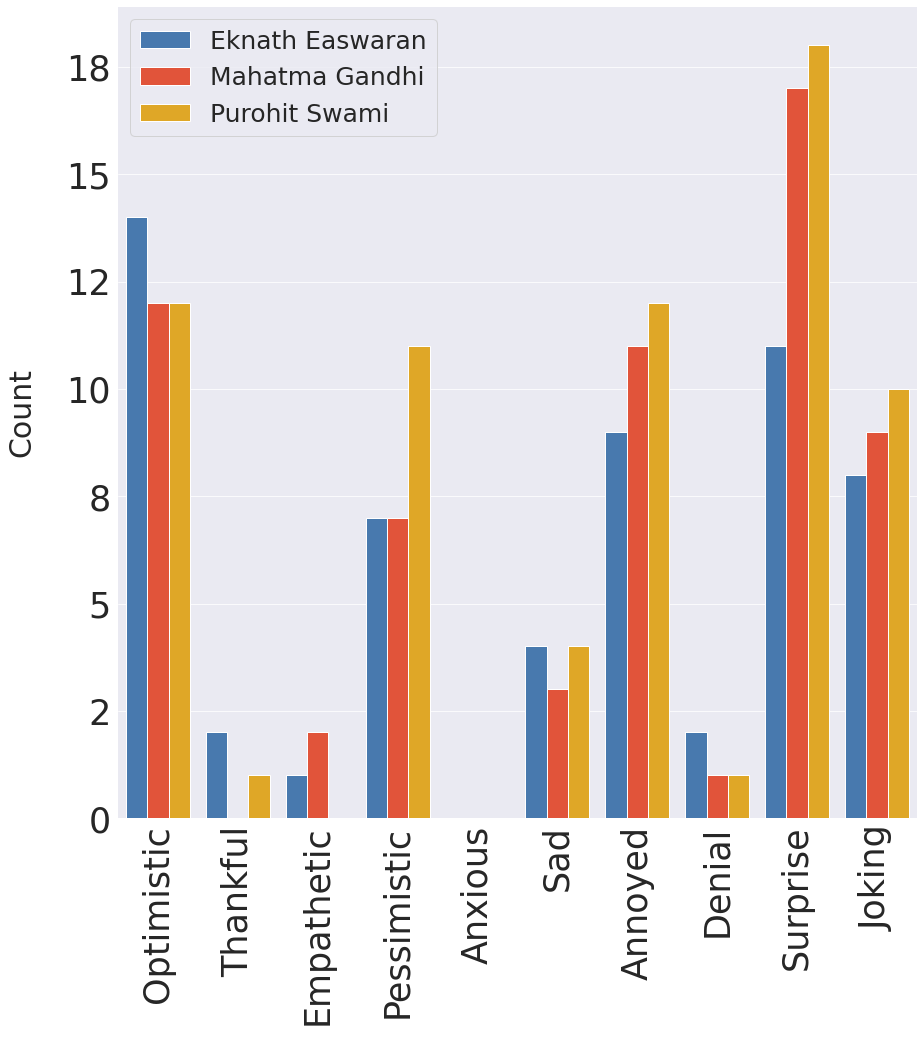 Eknath Easwaran
Mahatma Gandhi
Purohit Swami
Count
18
15
12
10
8
5
2
0
Optimistic
Thankful
Empathetic
Pessimistic
Anxious
Sad
Annoyed
Denial
Surprise
Joking